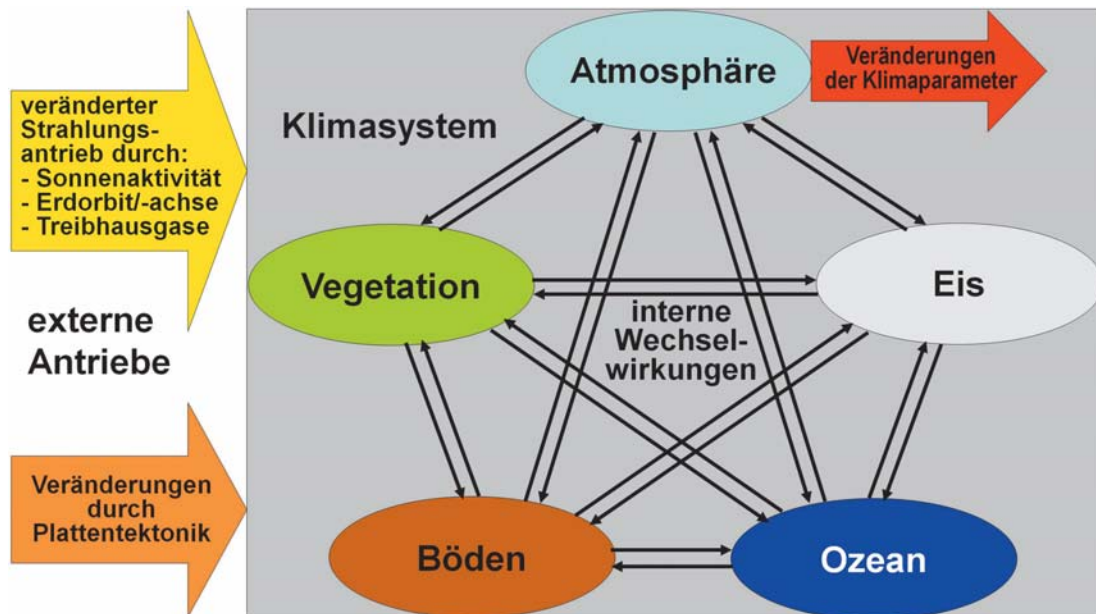 veränderter
Strahlungs-
antrieb durch:
- Sonnenaktivität
- Erdorbit/-achse
- Treibhausgase
externe
Antriebe
Veränderungen
durch
Plattentektonik
Klimasystem
Atmosphäre
Veränderungen
der Klimaparameter
Vegetation
Eis
interne
Wechsel-
wirkungen
Böden
Ozean